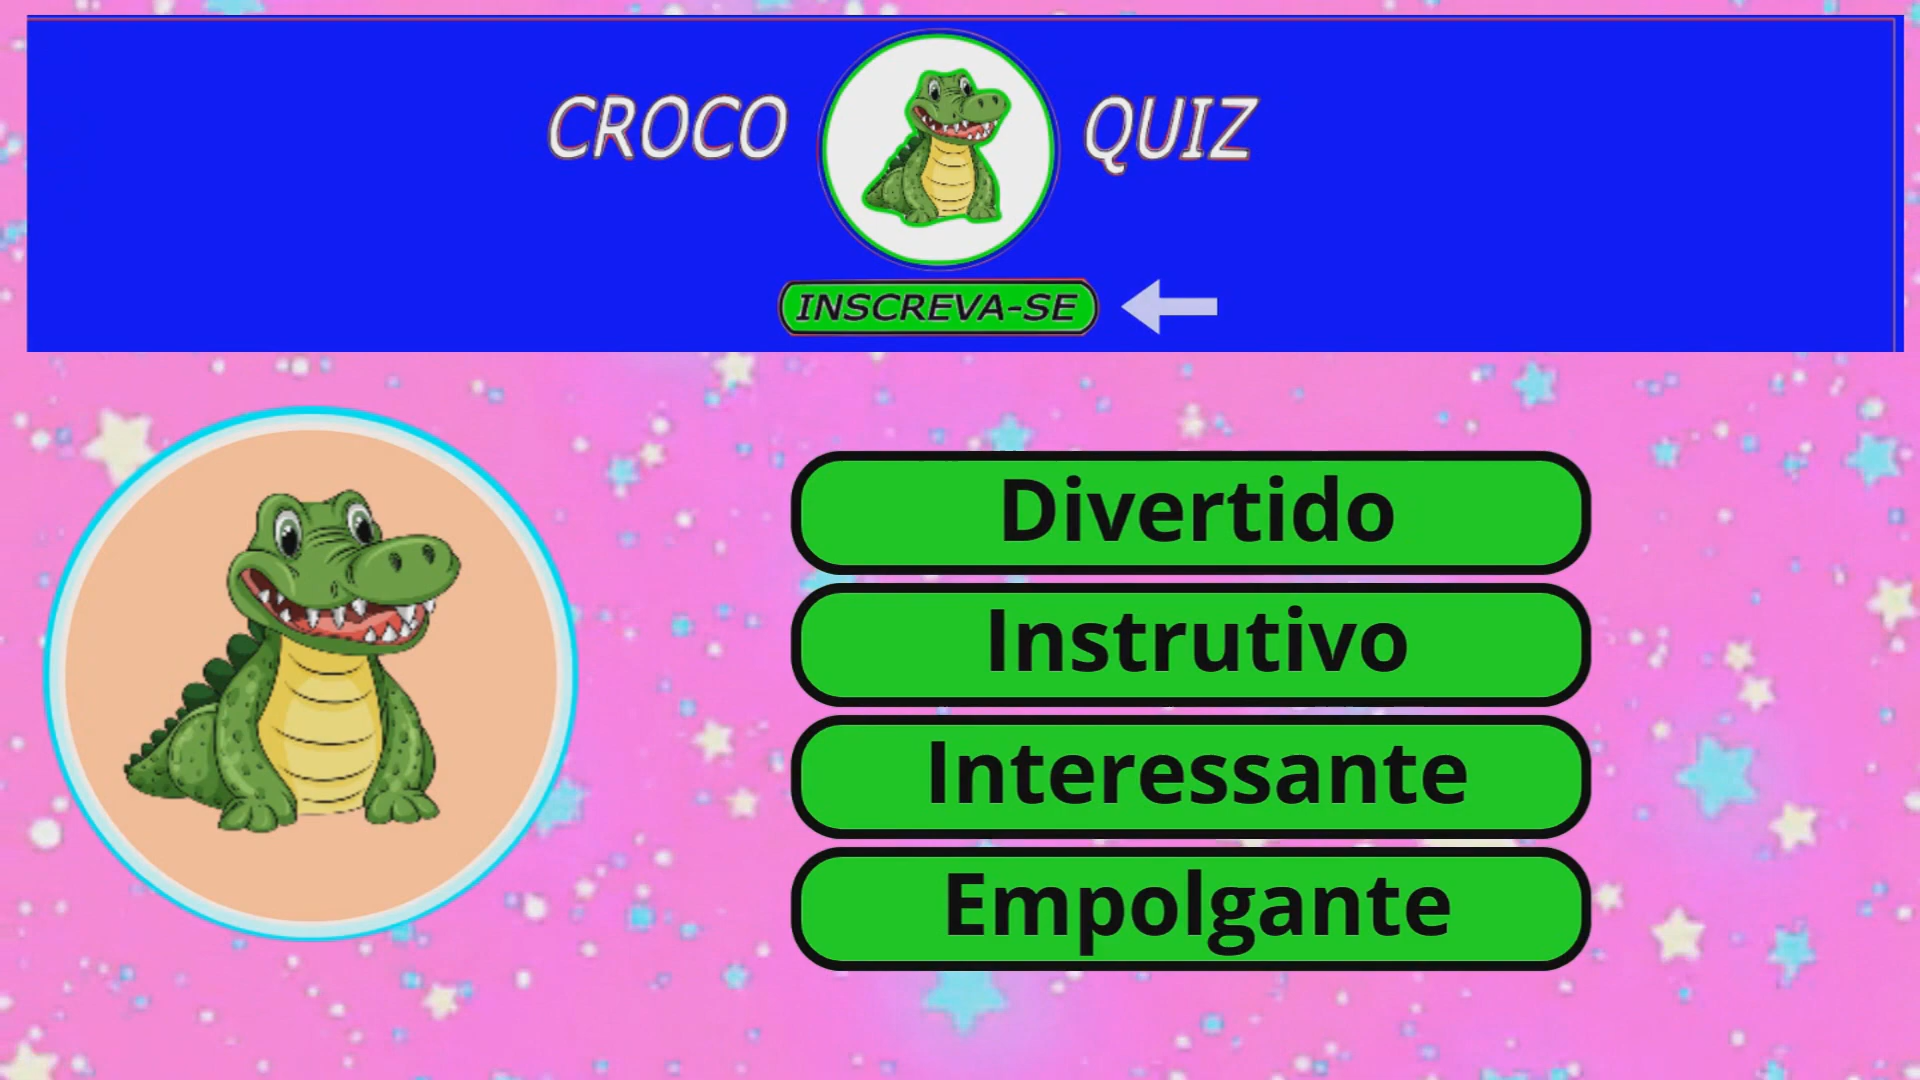 CROCO QUIZ
INSCREVA-SE
Divertido
Instrutivo
Interessante
Empolgante